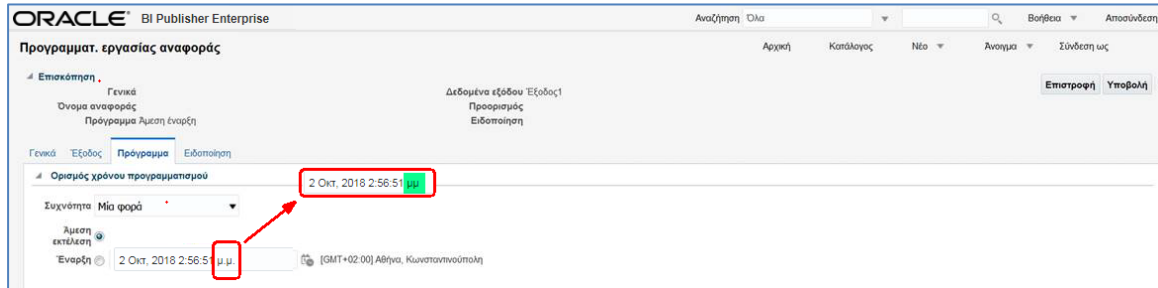 ORACLE BI Publisher Enterprise Αναζήτηση Όλα Βοήθεια Αποσύνδεση
Προγραμματ. εργασίας αναφοράς Αρχική Κατάλογος Νέο Άνοιγμα Σύνδεση ως
Επισκόπηση Επιστροφή Υποβολή
Γενικά Δεδομένα εξόδου Έξοδος1
Όνομα αναφοράς Προορισμός
Πρόγραμμα Άμεση έναρξη Ειδοποίηση
Γενικά Έξοδος Πρόγραμμα Ειδοποίηση
Ορισμός χρόνου προγραμματισμού
2 Οκτ, 2018 2:56:51 μμ
Συχνότητα Μία φορά
Άμεση
εκτέλεση
Έναρξη 2 Οκτ, 2018 2:56:51 μ.μ. [GMT+02:00] Αθήνα, Κωνσταντινούπολη